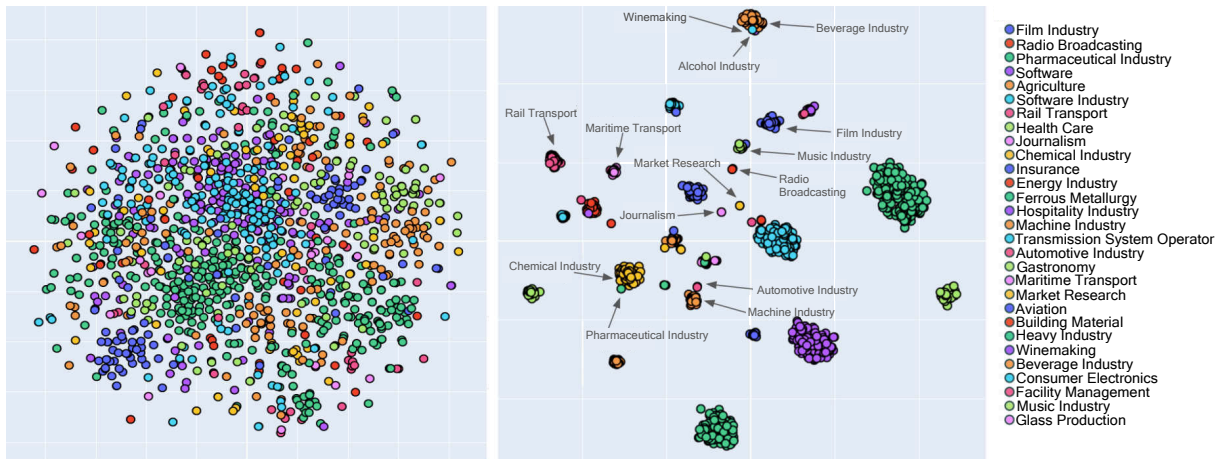 Winemaking
Beverage Industry
Alcohol Industry
Rail Transport
Maritime Transport
Film Industry
Market Research
Music Industry
Radio
Broadcasting
Journalism
Chemical Industry
Automotive Industry
Machine Industry
Pharmaceutical Industry
Film Industry
Radio Broadcasting
Pharmaceutical Industry
Software
Agriculture
Software Industry
Rail Transport
Health Care
Journalism
Chemical Industry
Insurance
Energy Industry
Ferrous Metallurgy
Hospitality Industry
Machine Industry
Transmission System Operator
Automotive Industry
Gastronomy
Maritime Transport
Market Research
Aviation
Building Material
Heavy Industry
Winemaking
Beverage Industry
Consumer Electronics
Facility Management
Music Industry
Glass Production